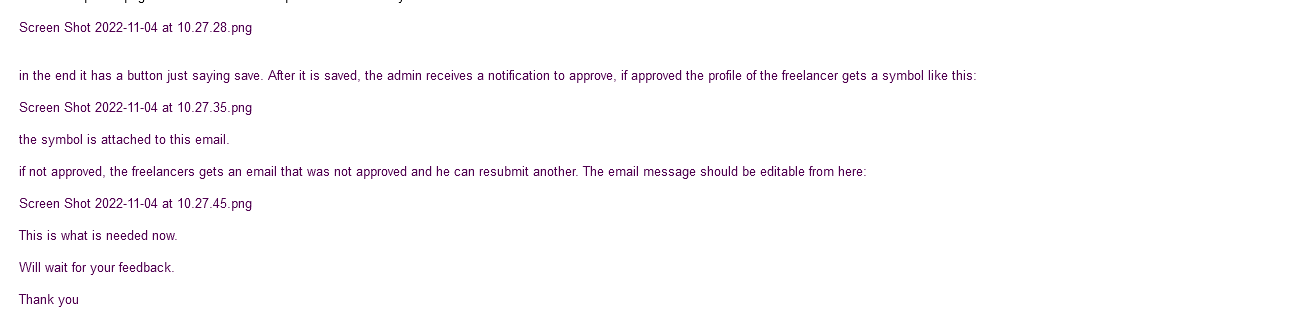 Screen Shot 2022-11-04 at 10.27.28.png
in the end it has a button just saying save. After it is saved, the admin receives a notification to approve, if approved the profile of the freelancer gets a symbol like this:
Screen Shot 2022-11-04 at 10.27.35.png
the symbol is attached to this email.
if not approved, the freelancers gets an email that was not approved and he can resubmit another. The email message should be editable from here:
Screen Shot 2022-11-04 at 10.27.45.png
This is what is needed now.
Will wait for your feedback.
Thank you